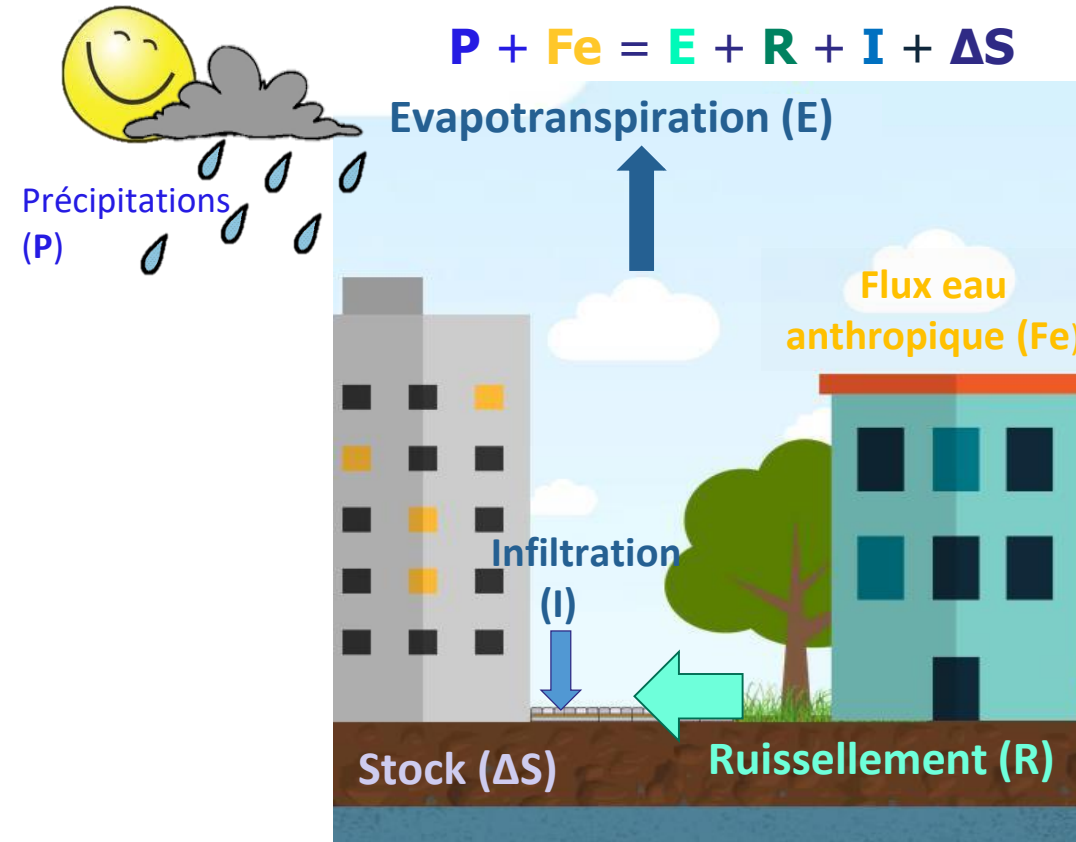 P + Fe = E + R + I + ΔS
Evapotranspiration (E)
Précipitations
(P)
Flux eau
anthropique (Fe)
Infiltration
(I)
Stock (ΔS)
Ruissellement (R)